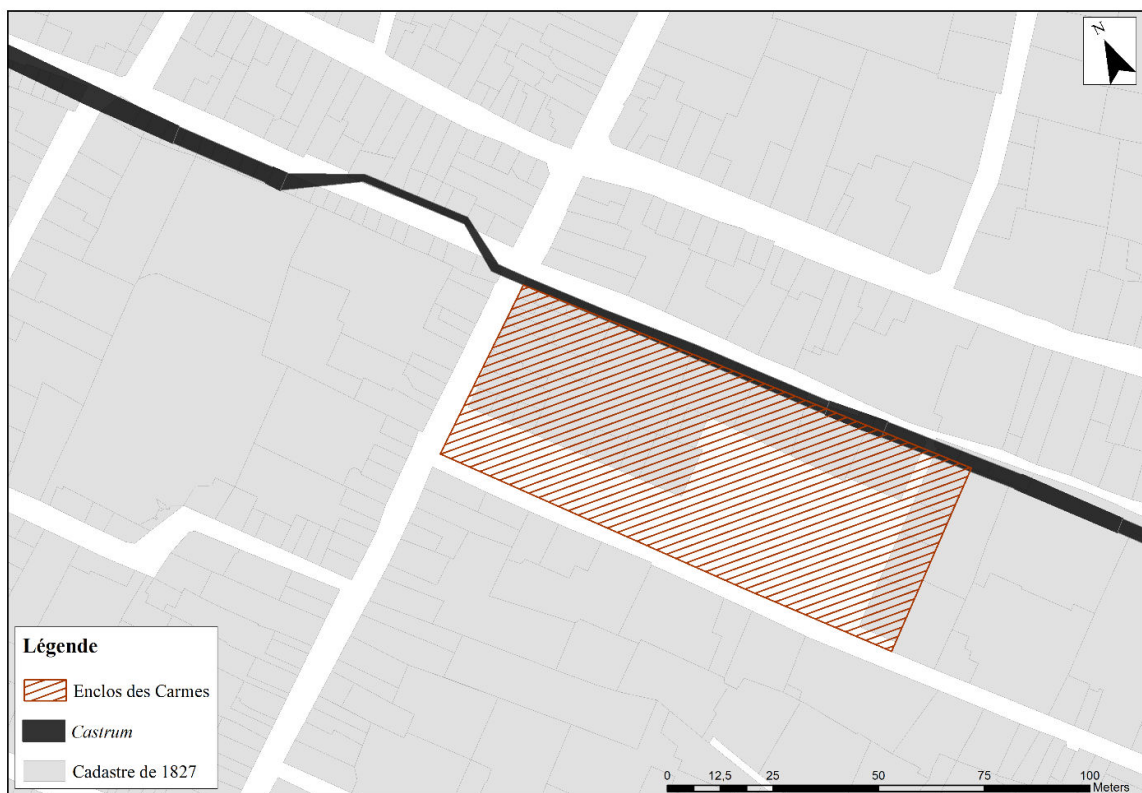 N
Légende
Enclos des Carmes
Castrum
Cadastre de 1827
0 12,5 25 50 75 100
Meters